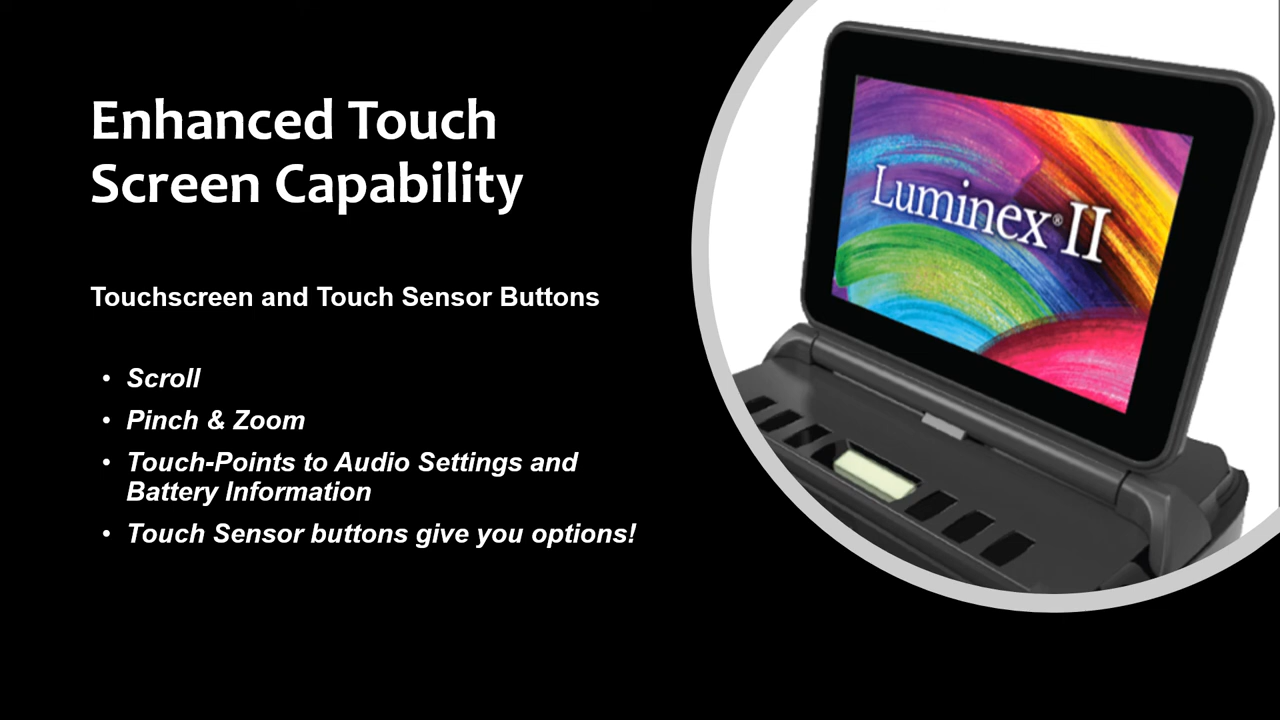 Enhanced Touch
Screen Capability
Touchscreen and Touch Sensor Buttons
• Scroll
• Pinch & Zoom
• Touch-Points to Audio Settings and
Battery Information
• Touch Sensor buttons give you options!
Luminex® II